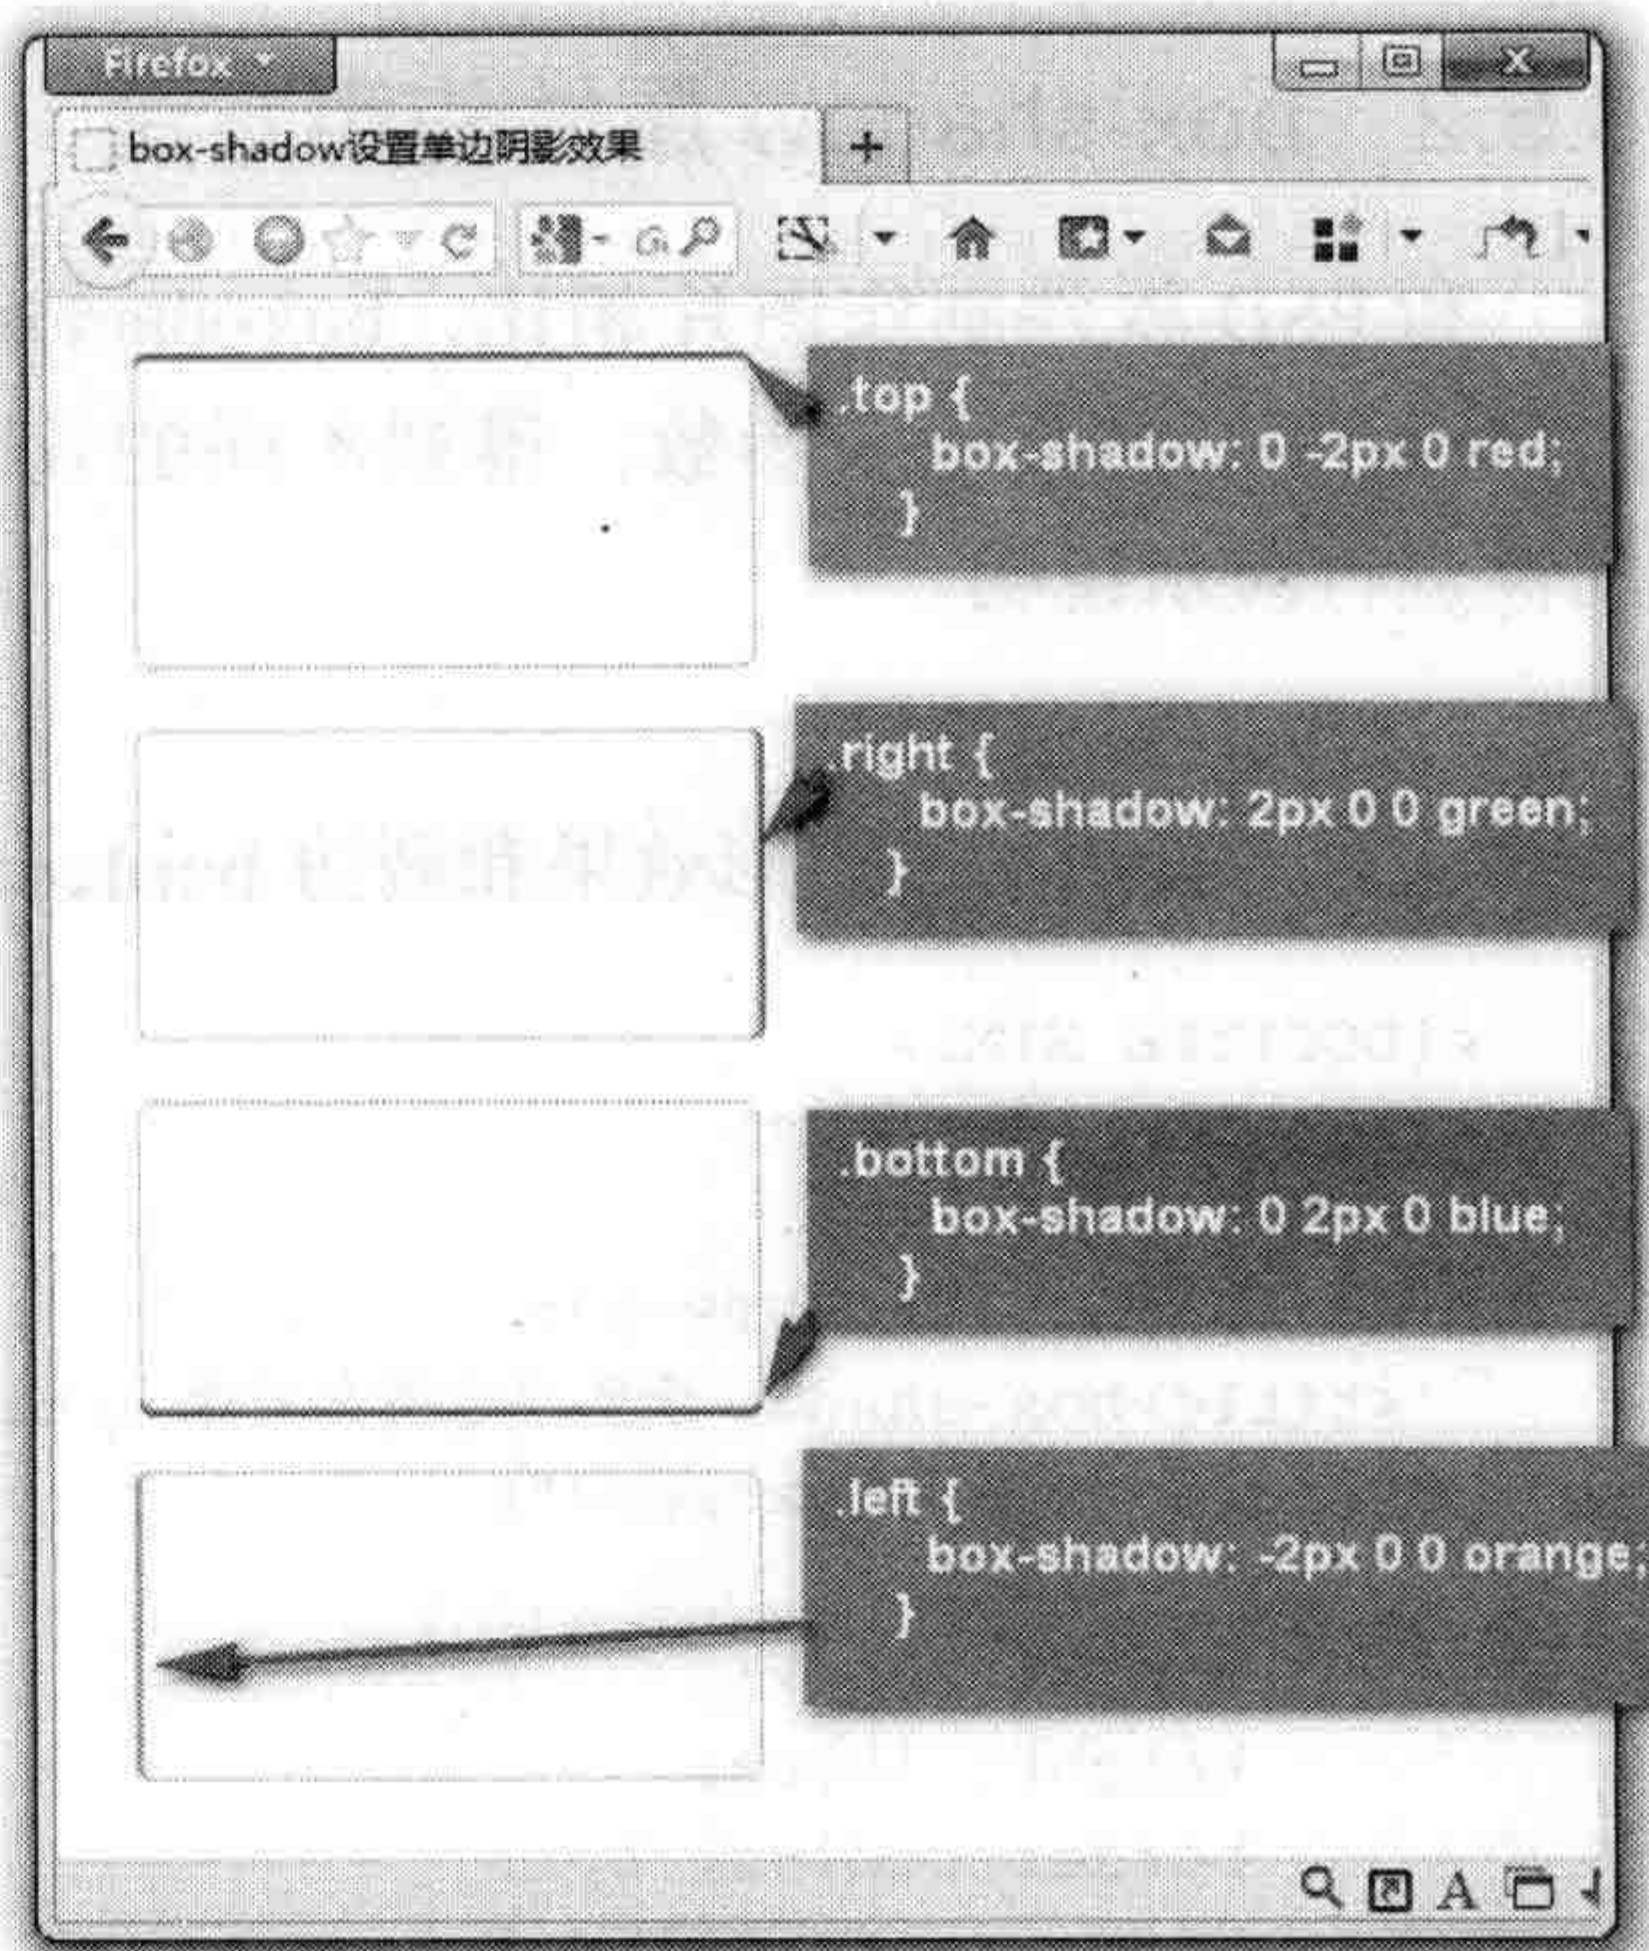 Firefox
box-shadow设置单边阴影效果
.top {
box-shadow: 0 -2px 0 red;
}
.right {
box-shadow: 2px 0 0 green;
}
.bottom {
box-shadow: 0 2px 0 blue;
}
.left {
box-shadow: -2px 0 0 orange;
}